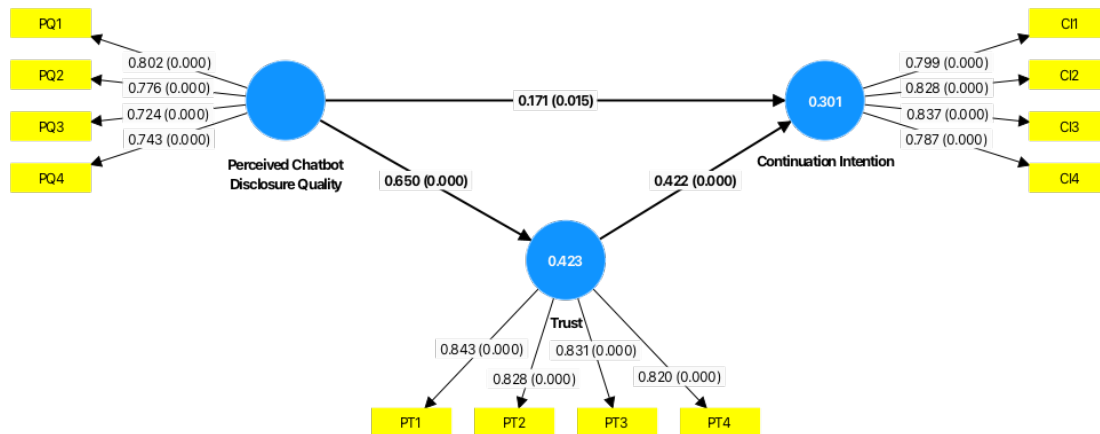 PQ1
PQ2
PQ3
PQ4
0.802 (0.000)
0.776 (0.000)
0.724 (0.000)
0.743 (0.000)
Perceived Chatbot
Disclosure Quality
0.171 (0.015)
0.650 (0.000)
0.422 (0.000)
0.301
Continuation Intention
0.799 (0.000)
0.828 (0.000)
0.837 (0.000)
0.787 (0.000)
CI1
CI2
CI3
CI4
0.423
Trust
0.843 (0.000)
0.828 (0.000)
0.831 (0.000)
0.820 (0.000)
PT1
PT2
PT3
PT4